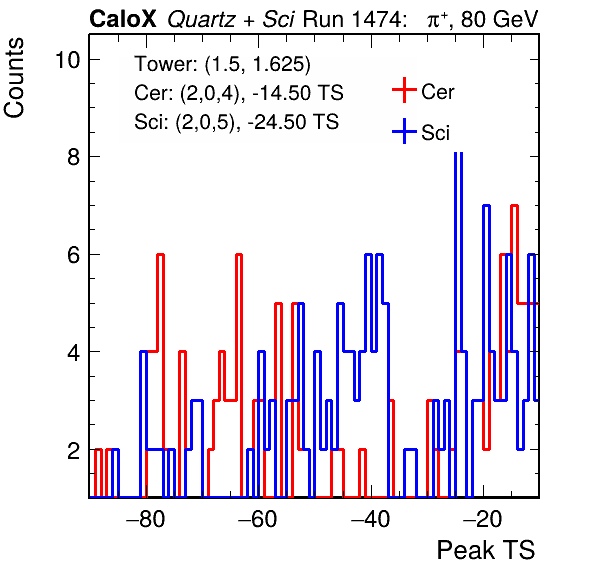 CaloX Quartz + Sci Run 1474: π⁺, 80 GeV
Counts
Tower: (1.5, 1.625)
Cer: (2,0,4), -14.50 TS
Sci: (2,0,5), -24.50 TS
Cer
Sci
10
8
6
4
2
−80 −60 −40 −20
Peak TS